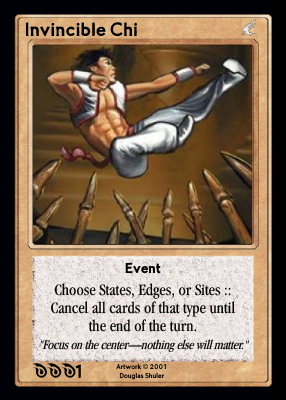 Invincible Chi
Event
Choose States, Edges, or Sites ::
Cancel all cards of that type until
the end of the turn.
"Focus on the center—nothing else will matter."
Artwork © 2001
Douglas Shuler